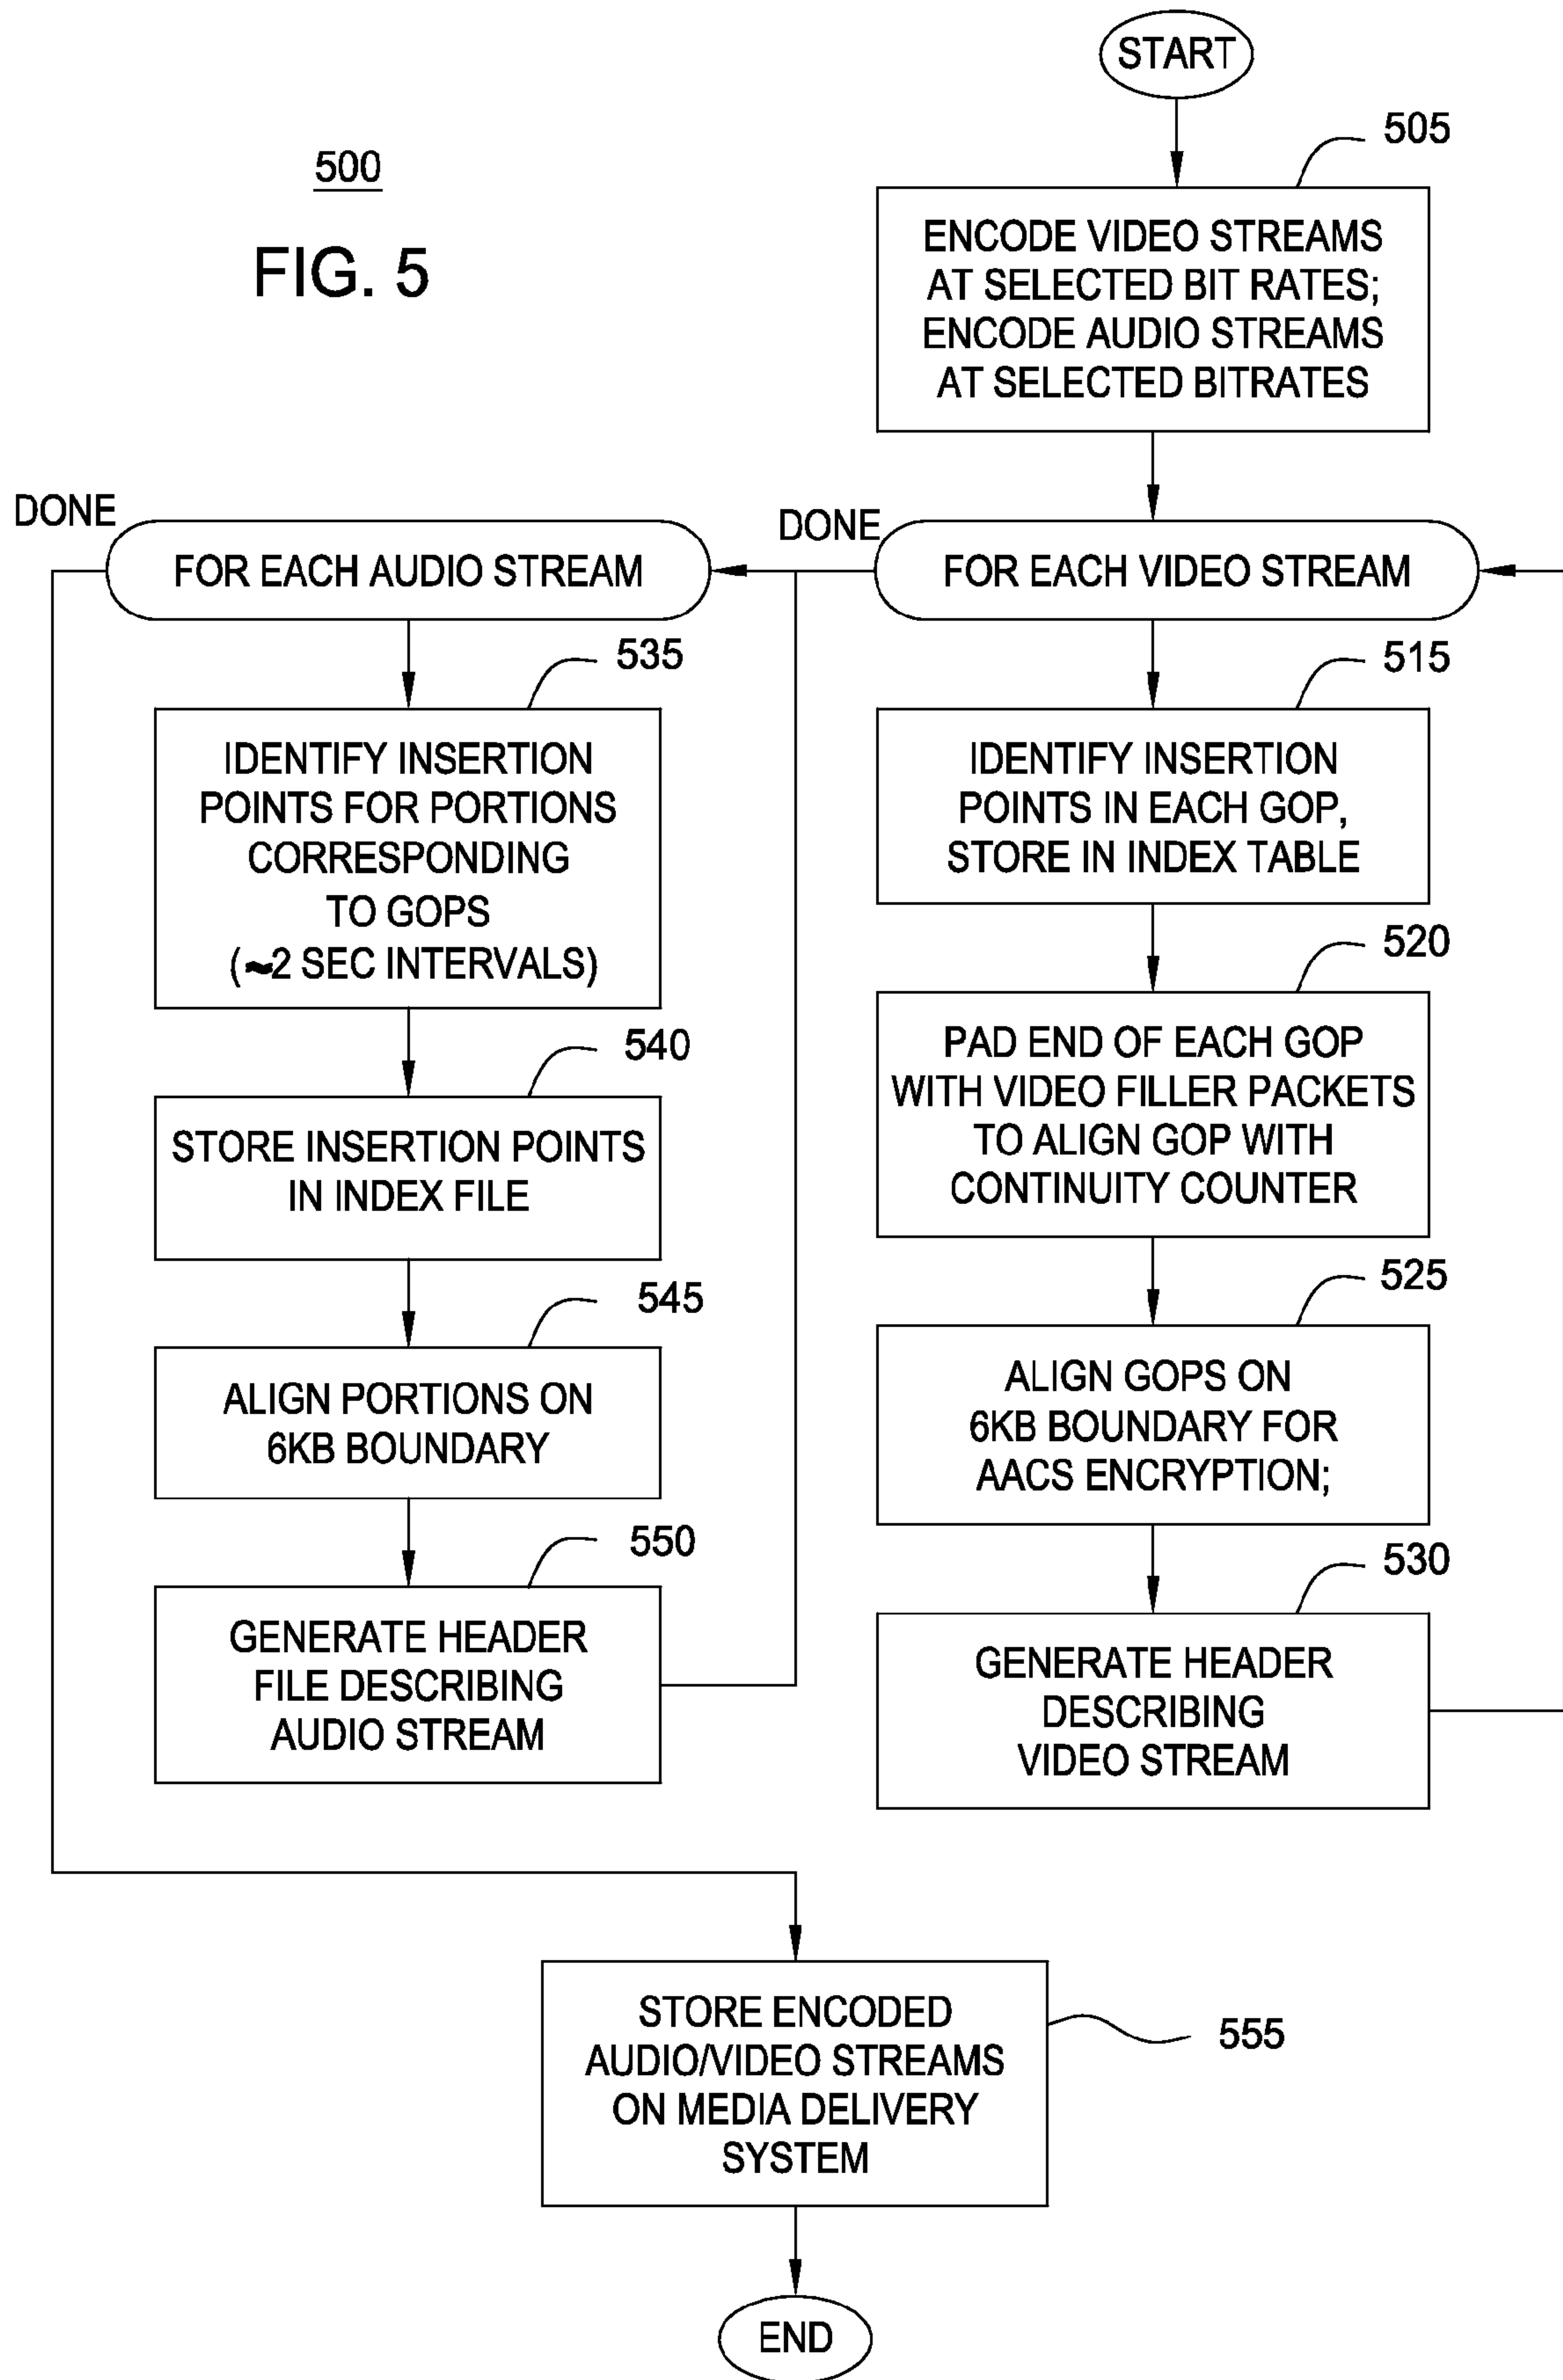 500
FIG. 5
START
505
ENCODE VIDEO STREAMS
AT SELECTED BIT RATES;
ENCODE AUDIO STREAMS
AT SELECTED BITRATES
DONE
FOR EACH VIDEO STREAM
515
IDENTIFY INSERTION
POINTS IN EACH GOP,
STORE IN INDEX TABLE
520
PAD END OF EACH GOP
WITH VIDEO FILLER PACKETS
TO ALIGN GOP WITH
CONTINUITY COUNTER
525
ALIGN GOPS ON
6KB BOUNDARY FOR
AACS ENCRYPTION;
530
GENERATE HEADER
DESCRIBING
VIDEO STREAM
DONE
FOR EACH AUDIO STREAM
535
IDENTIFY INSERTION
POINTS FOR PORTIONS
CORRESPONDING
TO GOPS
(≈2 SEC INTERVALS)
540
STORE INSERTION POINTS
IN INDEX FILE
545
ALIGN PORTIONS ON
6KB BOUNDARY
550
GENERATE HEADER
FILE DESCRIBING
AUDIO STREAM
STORE ENCODED
AUDIO/VIDEO STREAMS
ON MEDIA DELIVERY
SYSTEM
555
END